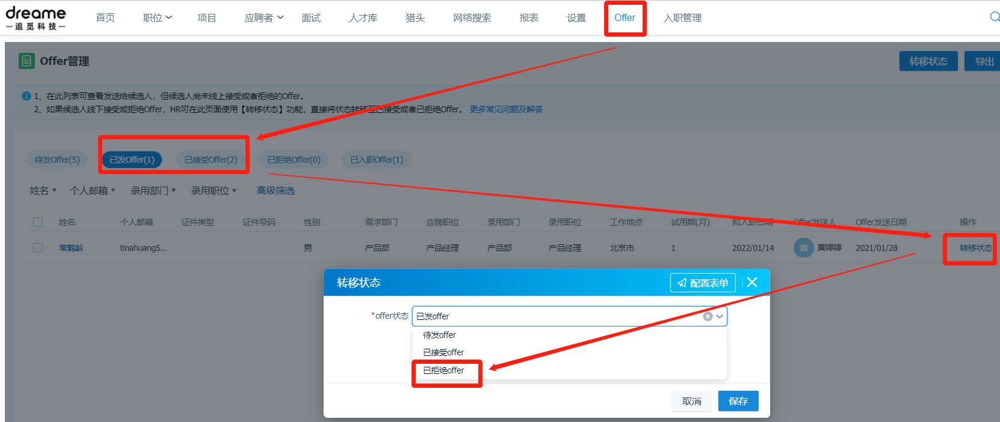 dreame
追觅科技
首页 职位 项目 应聘者 面试 人才库 猎头 网络搜索 报表 设置 Offer 入职管理
Offer管理
转移状态 导出
1、在此列表可查看发送给候选人，但候选人尚未线上接受或者拒绝的Offer。
2、如果候选人线下接受或拒绝Offer，HR可在此页面使用【转移状态】功能，直接将状态转移至已接受或者已拒绝Offer。 更多常见问题及解答
待发Offer(5) 已发Offer(1) 已接受Offer(2) 已拒绝Offer(0) 已入职Offer(1)
姓名 个人邮箱 录用部门 录用职位 高级筛选
姓名 个人邮箱 证件类型 证件号码 性别 需求部门 应聘职位 录用部门 录用职位 工作地点 试用期(月) 拟入职日期 Offer发送人 Offer发送日期 操作
常鹤龄 tinahuang5... 男 产品部 产品经理 产品部 产品经理 北京市 1 2022/01/14 黄 黄婷婷 2021/01/28 转移状态
转移状态 配置表单
*offer状态 已发offer
待发offer
已接受offer
已拒绝offer
取消 保存